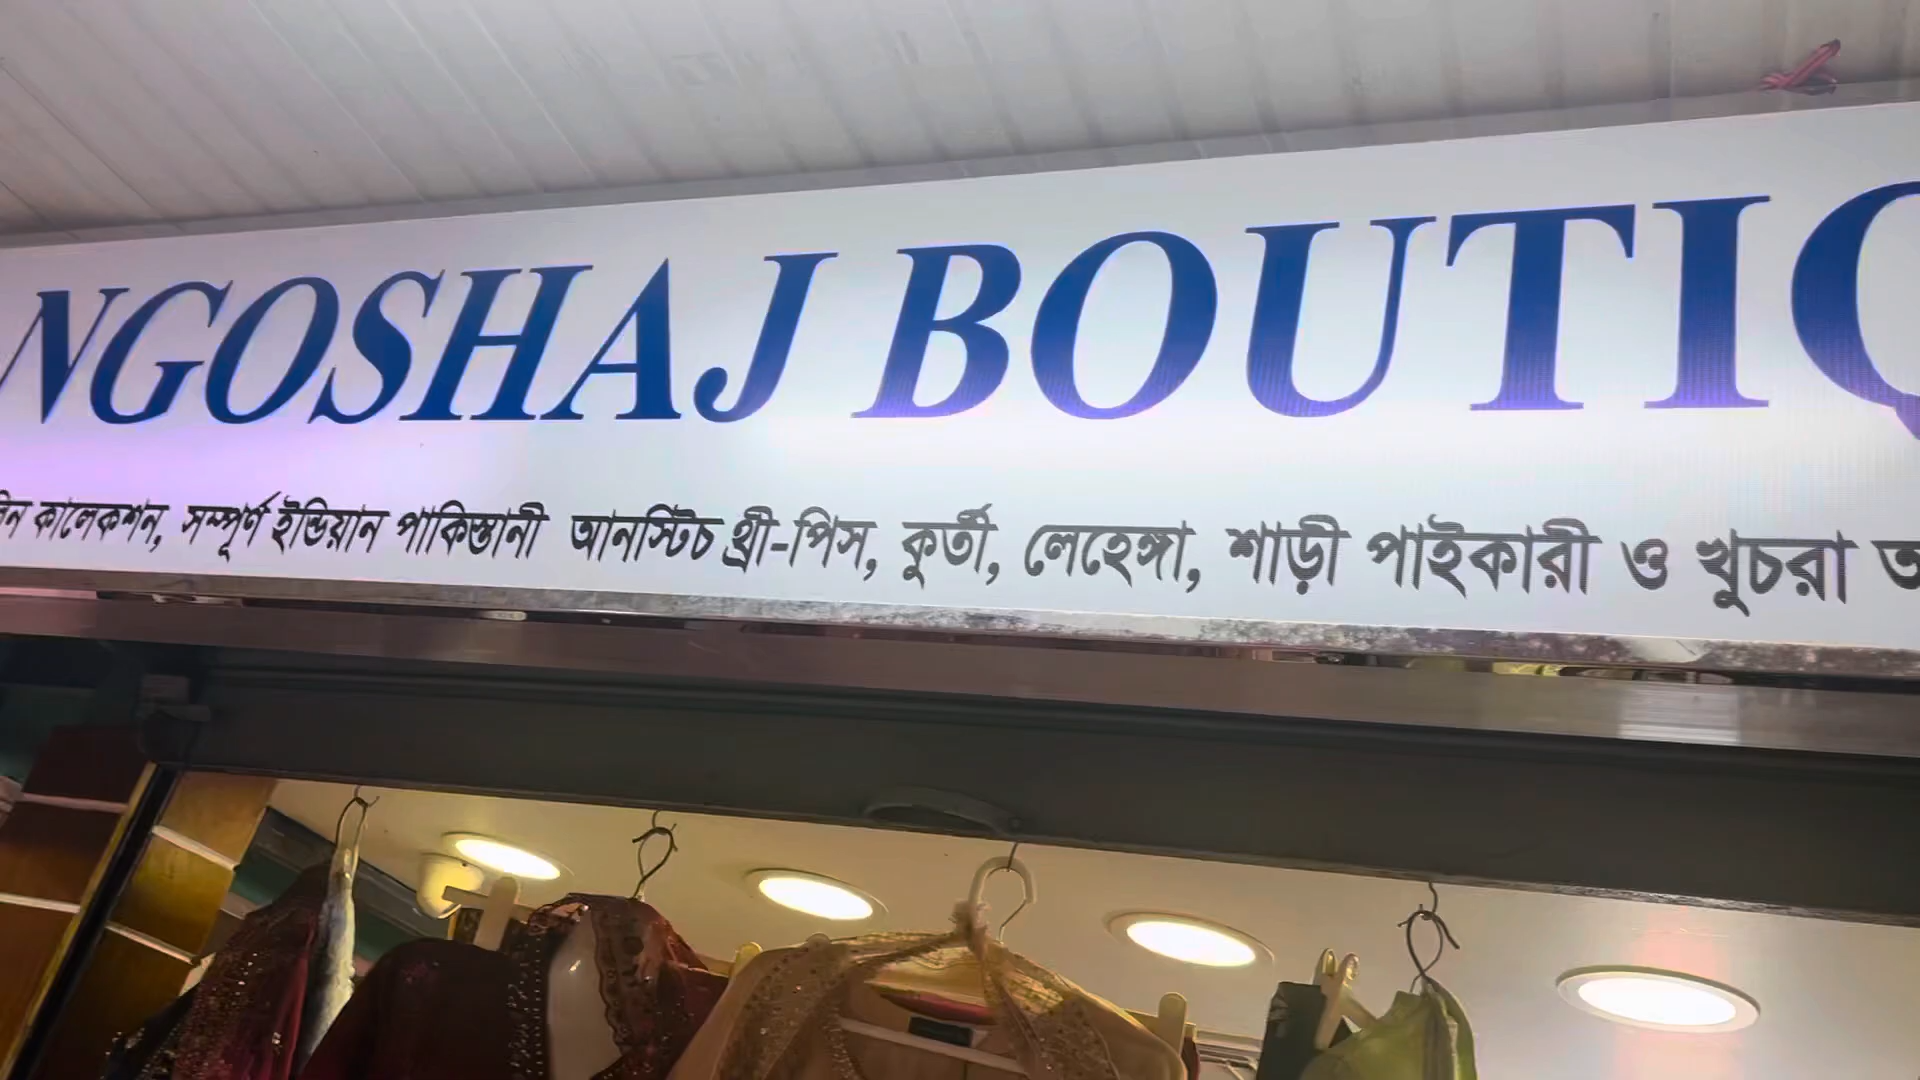 NGOSHAJ BOUTIQ
কালেকশন, সম্পূর্ণ ইন্ডিয়ান পাকিস্তানী আনস্টিচ থ্রী-পিস, কুর্তী, লেহেঙ্গা, শাড়ী পাইকারী ও খুচরা